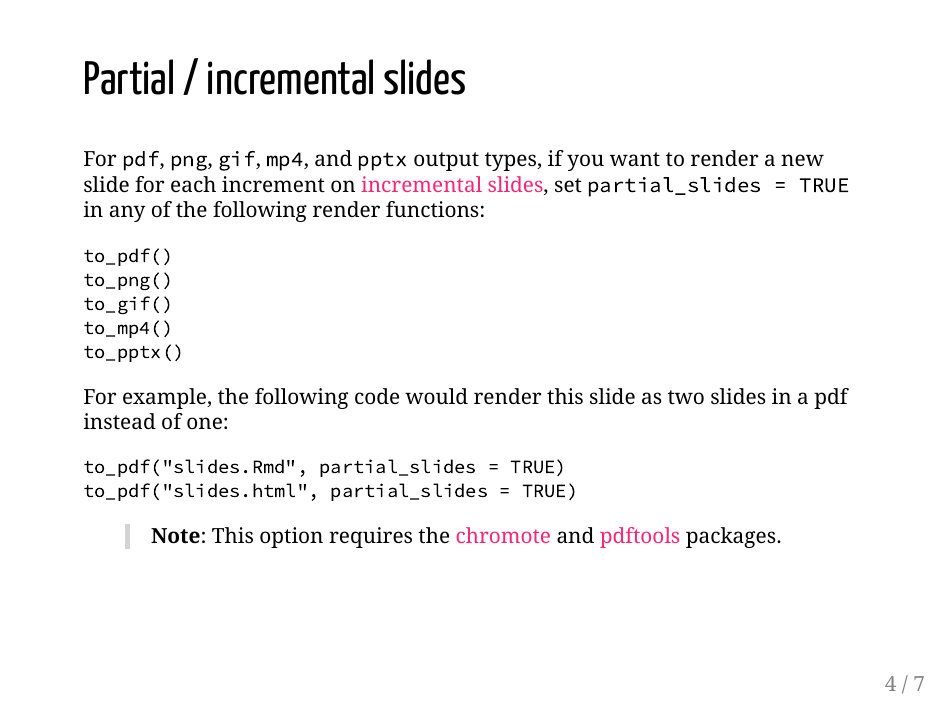 Partial / incremental slides
For pdf, png, gif, mp4, and pptx output types, if you want to render a new
slide for each increment on incremental slides, set partial_slides = TRUE
in any of the following render functions:
to_pdf()
to_png()
to_gif()
to_mp4()
to_pptx()
For example, the following code would render this slide as two slides in a pdf
instead of one:
to_pdf("slides.Rmd", partial_slides = TRUE)
to_pdf("slides.html", partial_slides = TRUE)
Note: This option requires the chromote and pdftools packages.
4 / 7